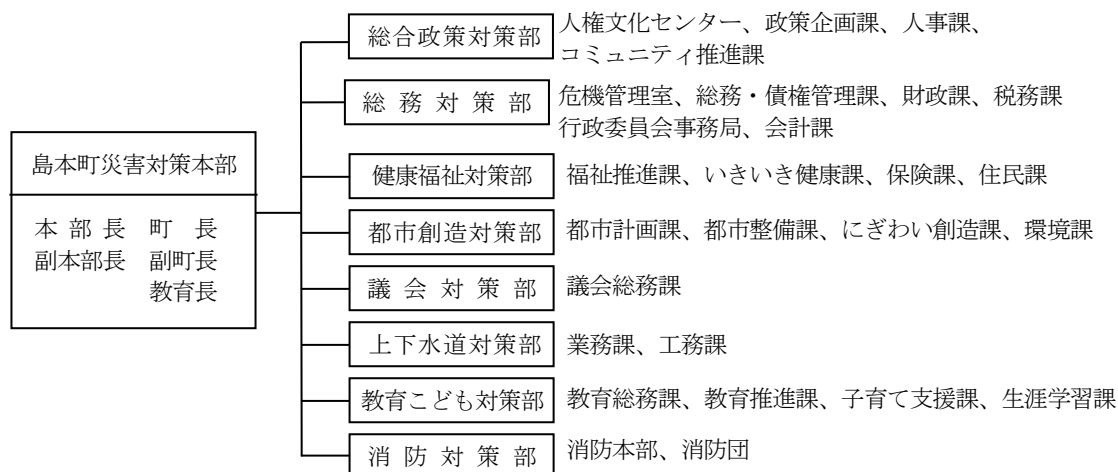 島本町災害対策本部
本部長 町長
副本部長 副町長
教育長
総合政策対策部
人権文化センター、政策企画課、人事課、
コミュニティ推進課
総務対策部
危機管理室、総務・債権管理課、財政課、税務課
行政委員会事務局、会計課
健康福祉対策部
福祉推進課、いきいき健康課、保険課、住民課
都市創造対策部
都市計画課、都市整備課、にぎわい創造課、環境課
議会対策部
議会総務課
上下水道対策部
業務課、工務課
教育こども対策部
教育総務課、教育推進課、子育て支援課、生涯学習課
消防対策部
消防本部、消防団